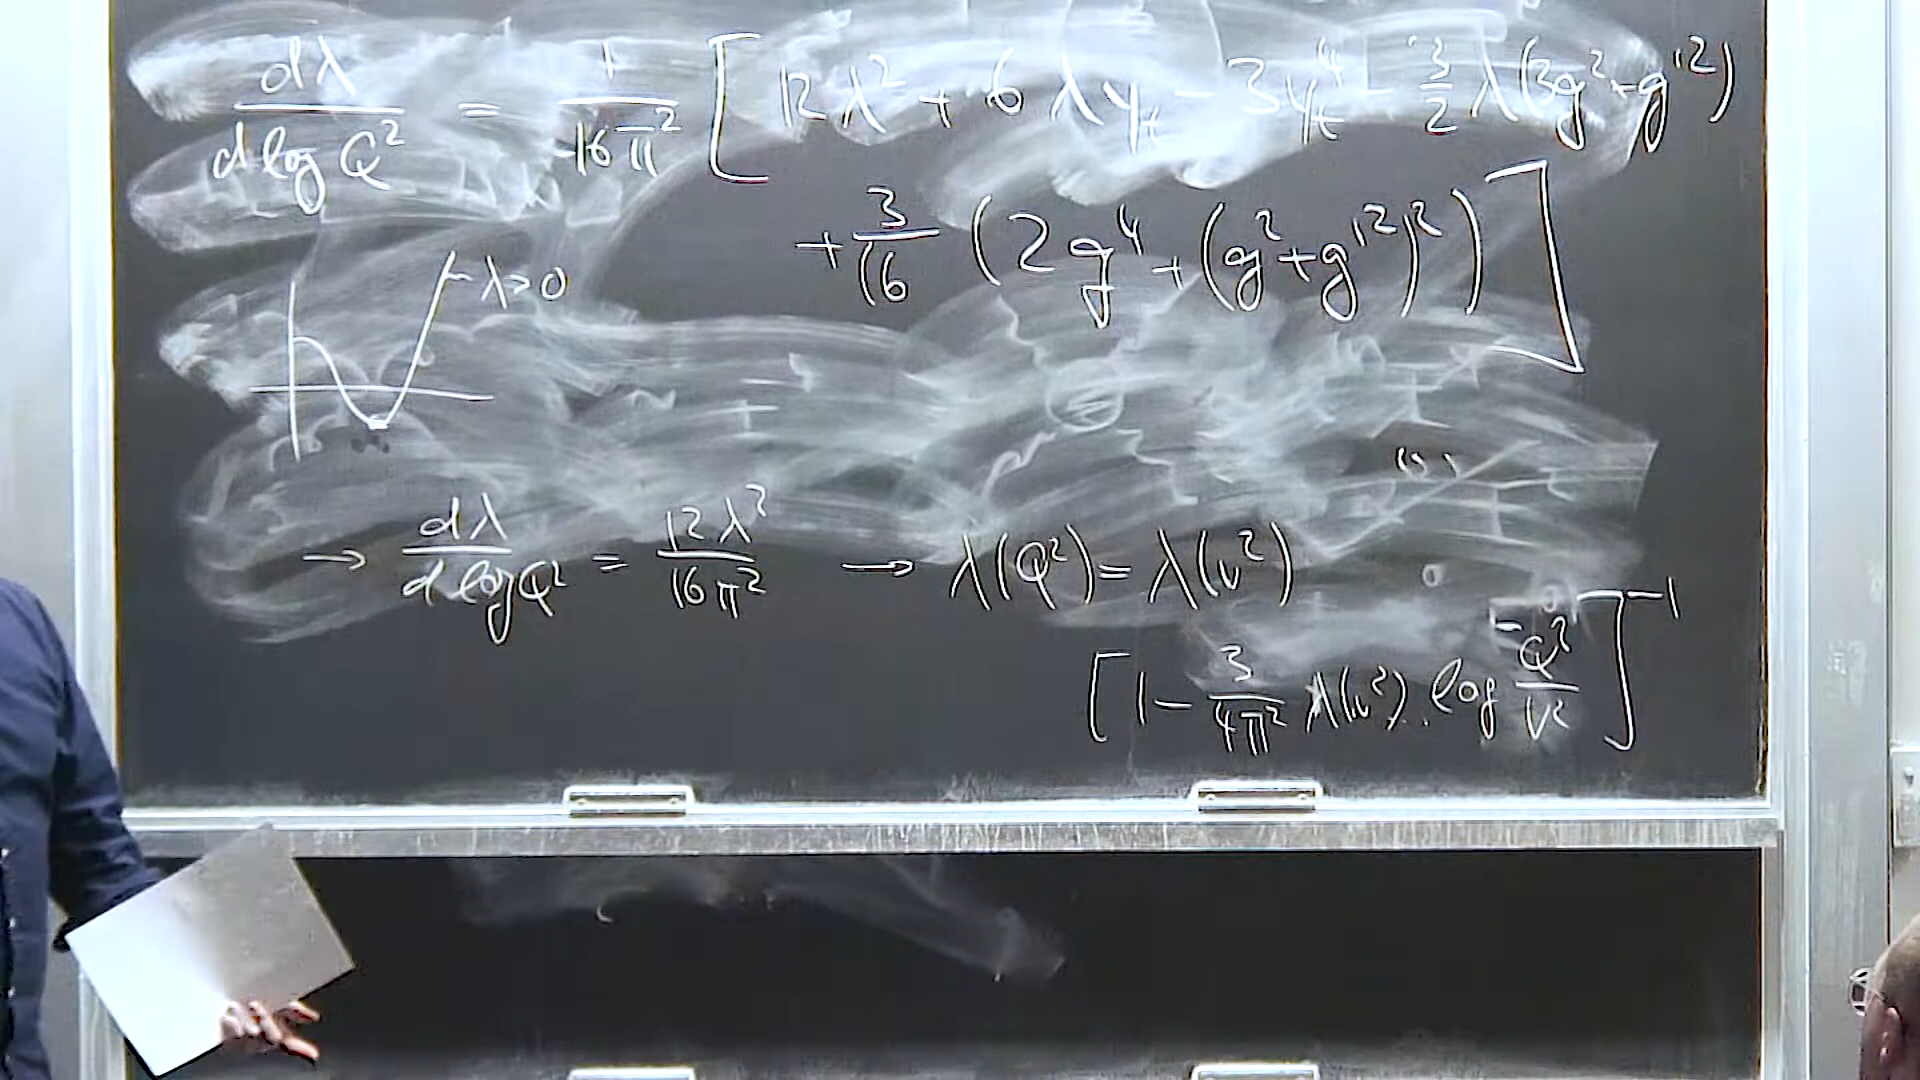 dλ / d log Q² = 1 / 16π² [ 12λ² + 6λy_t - 3y_t⁴ - 3/2 λ(3g² + g'²)
+ 3/16 (2g⁴ + (g² + g'²)²) ]
λ>0
→ dλ / d log Q² = 12λ² / 16π² → λ(Q²) = λ(v²)
[1 - 3/4π² λ(v²) · log Q²/v² ]⁻¹